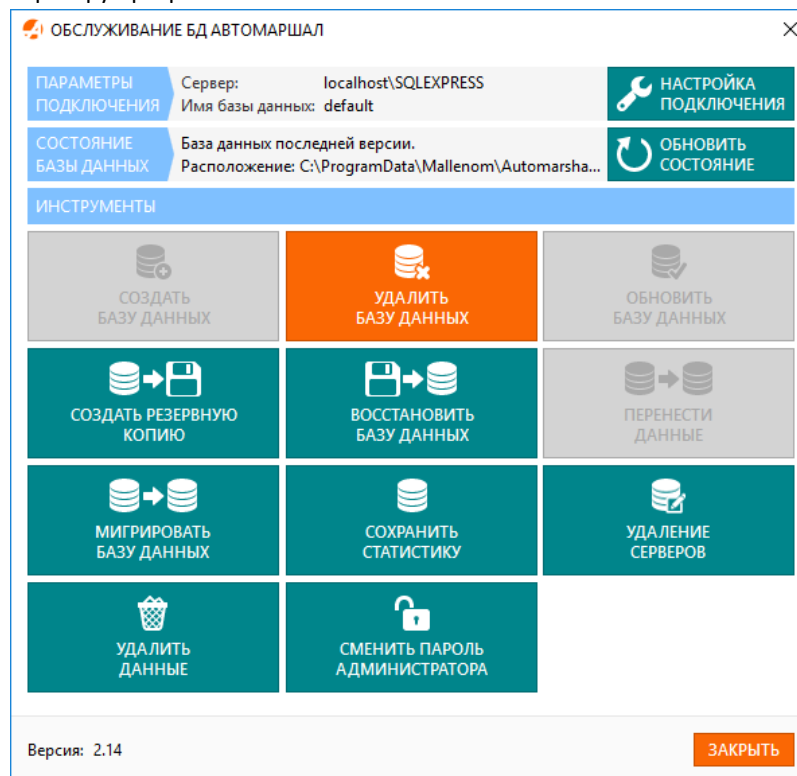 ОБСЛУЖИВАНИЕ БД АВТОМАРШАЛ
ПАРАМЕТРЫ ПОДКЛЮЧЕНИЯ
Сервер: localhost\SQLEXPRESS
Имя базы данных: default
НАСТРОЙКА ПОДКЛЮЧЕНИЯ
СОСТОЯНИЕ БАЗЫ ДАННЫХ
База данных последней версии.
Расположение: C:\ProgramData\Mallenom\Automarsha...
ОБНОВИТЬ СОСТОЯНИЕ
ИНСТРУМЕНТЫ
СОЗДАТЬ
БАЗУ ДАННЫХ
УДАЛИТЬ
БАЗУ ДАННЫХ
ОБНОВИТЬ
БАЗУ ДАННЫХ
СОЗДАТЬ РЕЗЕРВНУЮ
КОПИЮ
ВОССТАНОВИТЬ
БАЗУ ДАННЫХ
ПЕРЕНЕСТИ
ДАННЫЕ
МИГРИРОВАТЬ
БАЗУ ДАННЫХ
СОХРАНИТЬ
СТАТИСТИКУ
УДАЛЕНИЕ
СЕРВЕРОВ
УДАЛИТЬ
ДАННЫЕ
СМЕНИТЬ ПАРОЛЬ
АДМИНИСТРАТОРА
Версия: 2.14
ЗАКРЫТЬ